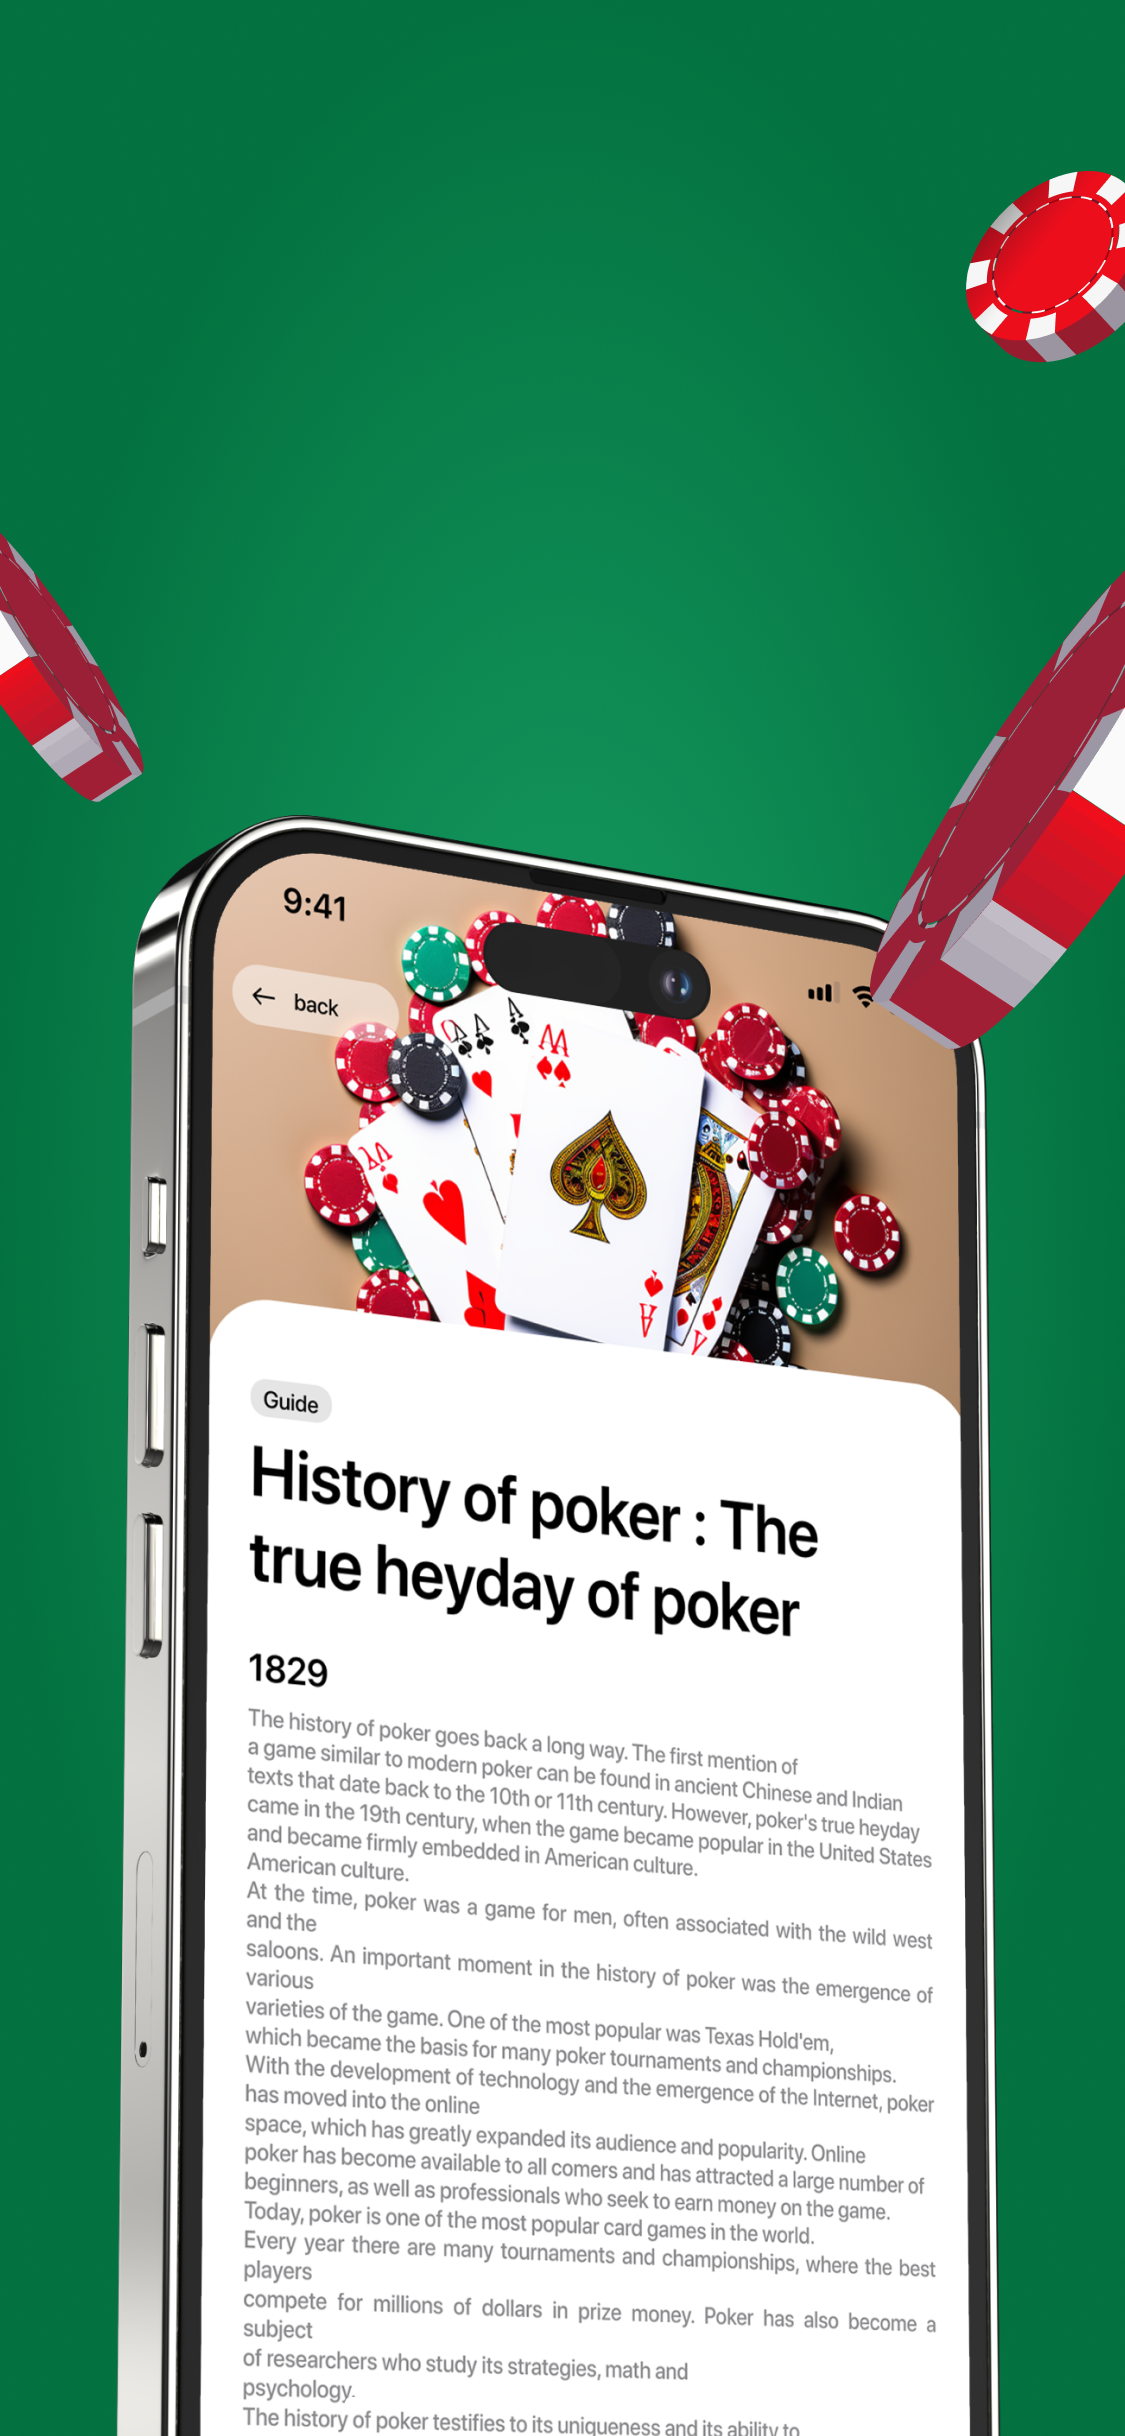 9:41
← back
Guide
History of poker : The
true heyday of poker
1829
The history of poker goes back a long way. The first mention of
a game similar to modern poker can be found in ancient Chinese and Indian
texts that date back to the 10th or 11th century. However, poker's true heyday
came in the 19th century, when the game became popular in the United States
and became firmly embedded in American culture.
American culture.
At the time, poker was a game for men, often associated with the wild west
and the
saloons. An important moment in the history of poker was the emergence of
various
varieties of the game. One of the most popular was Texas Hold'em,
which became the basis for many poker tournaments and championships.
With the development of technology and the emergence of the Internet, poker
has moved into the online
space, which has greatly expanded its audience and popularity. Online
poker has become available to all comers and has attracted a large number of
beginners, as well as professionals who seek to earn money on the game.
Today, poker is one of the most popular card games in the world.
Every year there are many tournaments and championships, where the best
players
compete for millions of dollars in prize money. Poker has also become a
subject
of researchers who study its strategies, math and
psychology.
The history of poker testifies to its uniqueness and its ability to